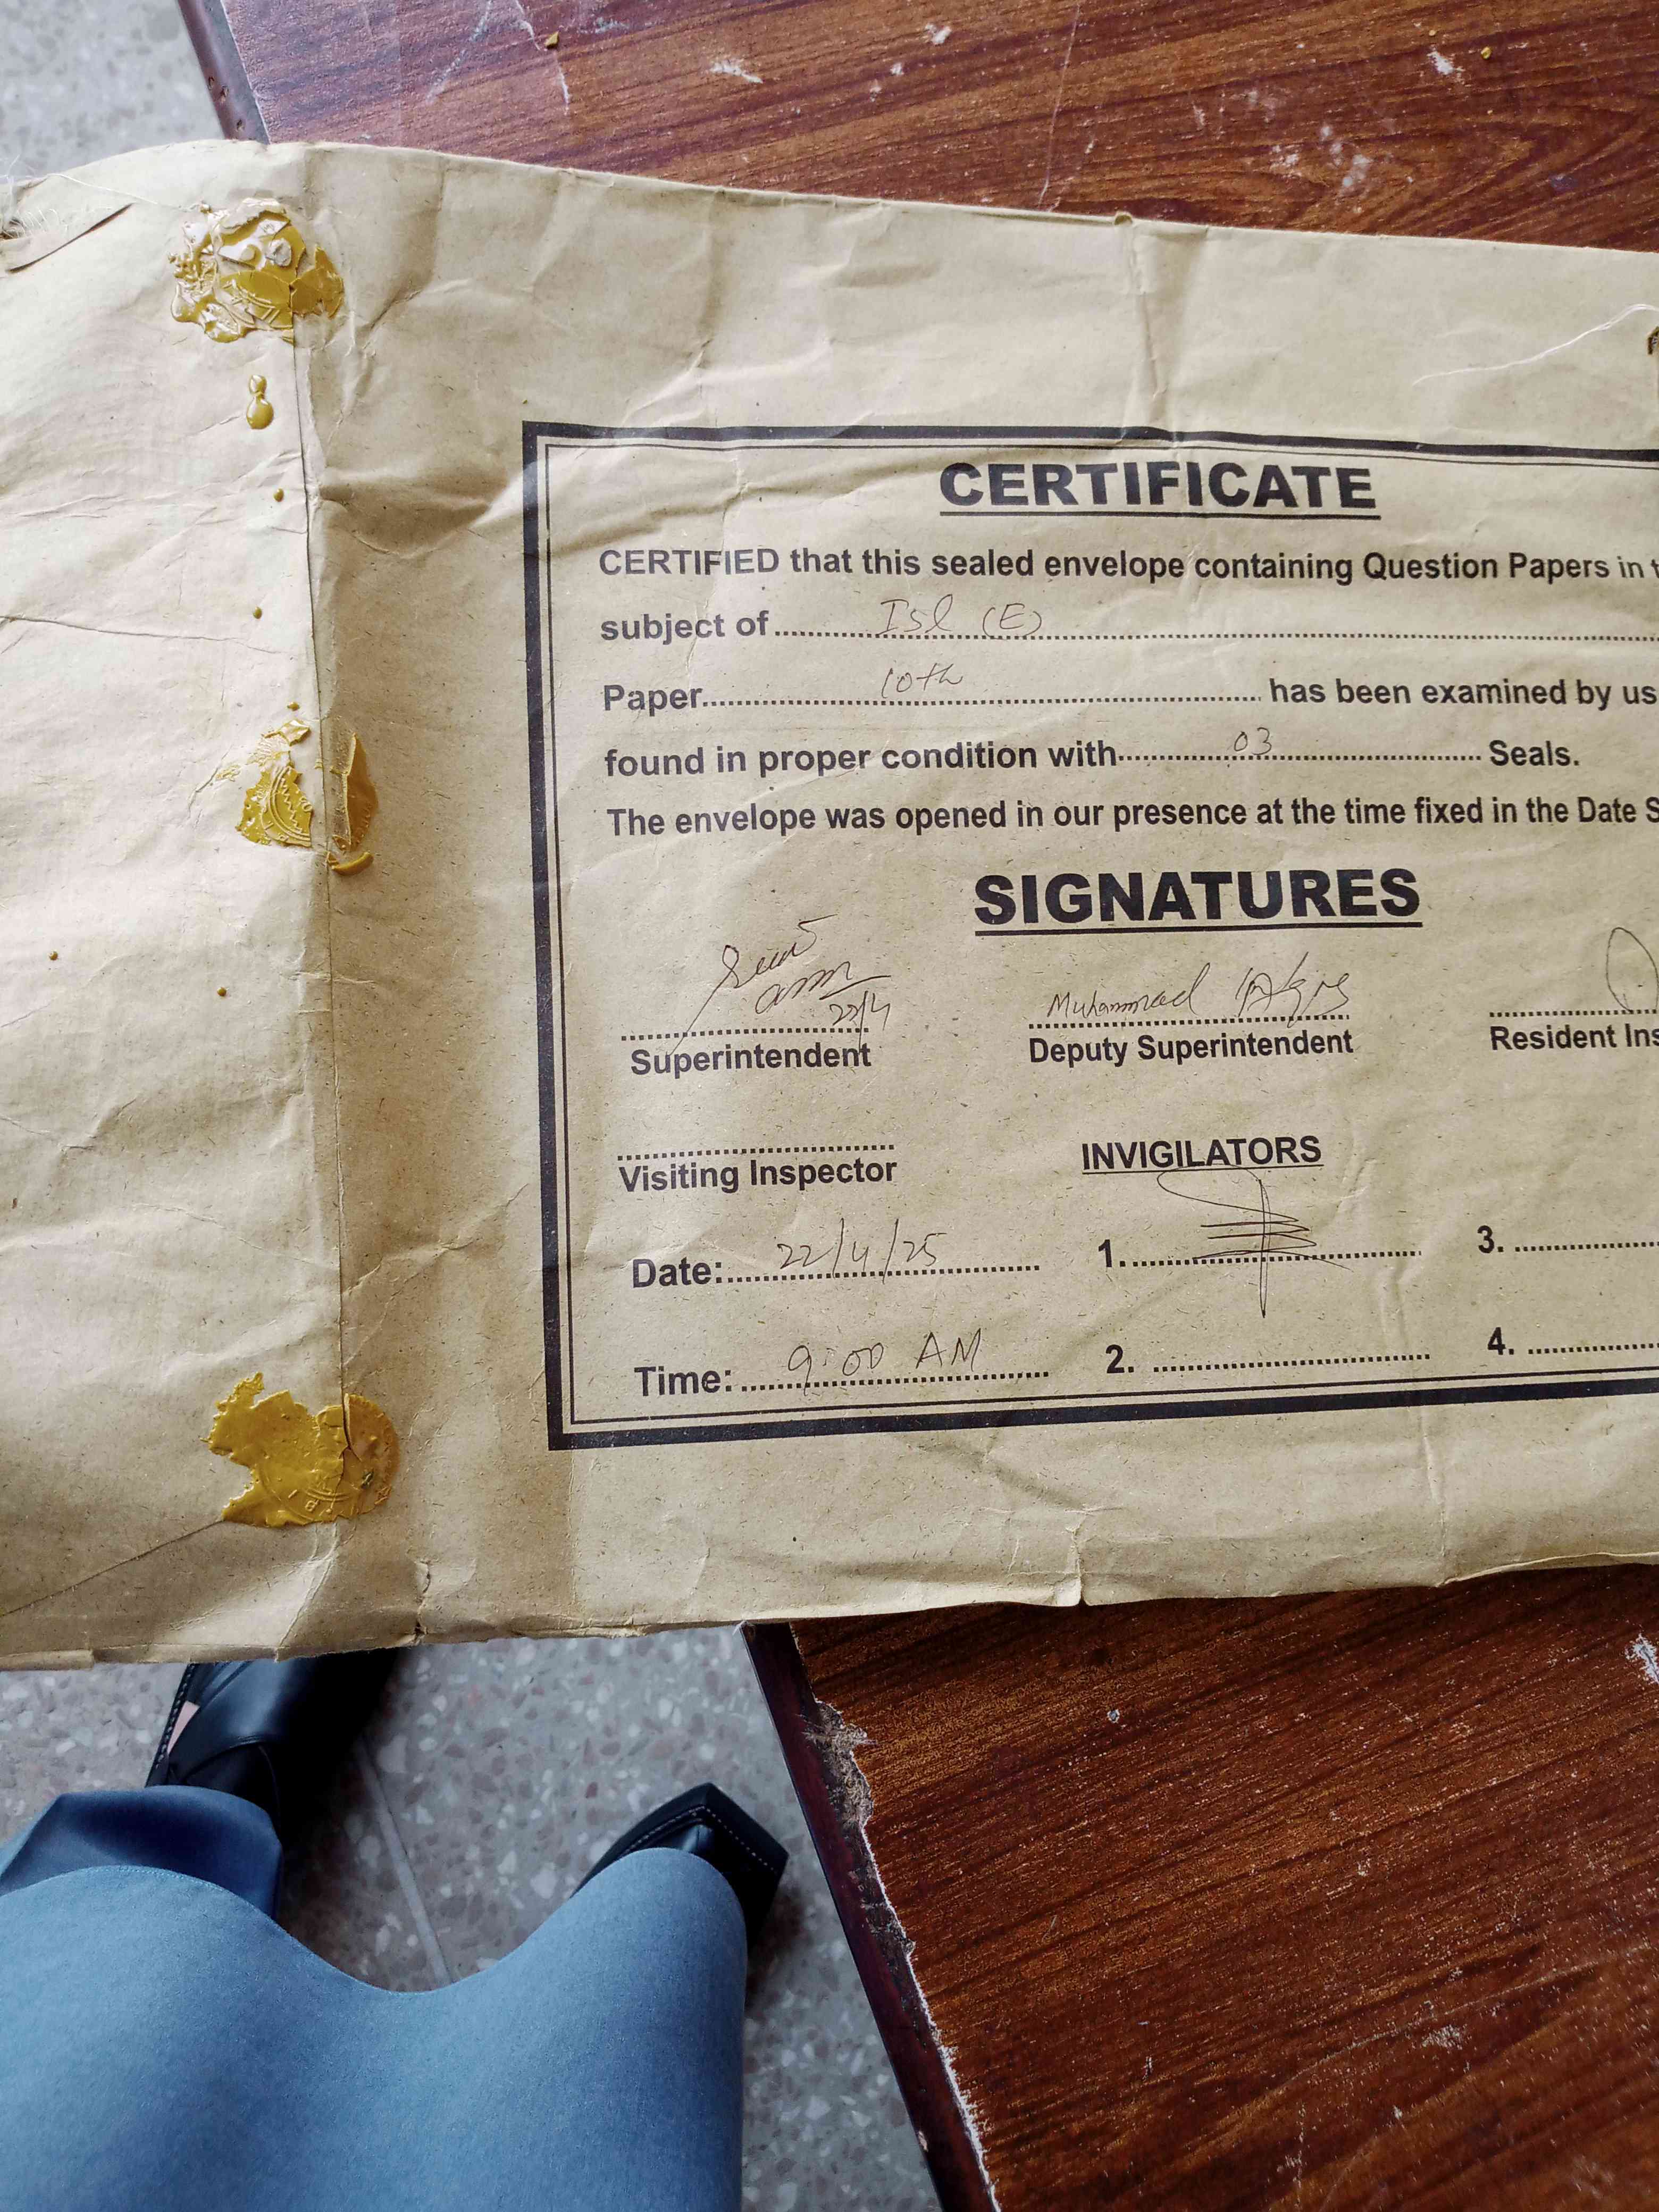 CERTIFICATE
CERTIFIED that this sealed envelope containing Question Papers in
subject of Isl (E)
Paper 10th has been examined by us
found in proper condition with 03 Seals.
The envelope was opened in our presence at the time fixed in the Date S
SIGNATURES
22/4
Muhammad
Superintendent Deputy Superintendent Resident Ins
Visiting Inspector INVIGILATORS
Date: 22/4/25 1. 3.
Time: 9:00 AM 2. 4.